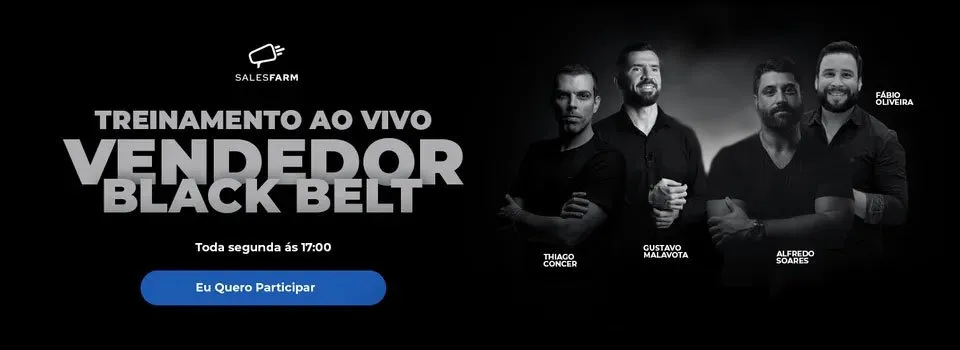 SALESFARM
TREINAMENTO AO VIVO
VENDEDOR
BLACK BELT
Toda segunda ás 17:00
Eu Quero Participar
THIAGO
CONCER
GUSTAVO
MALAVOTA
ALFREDO
SOARES
FÁBIO
OLIVEIRA